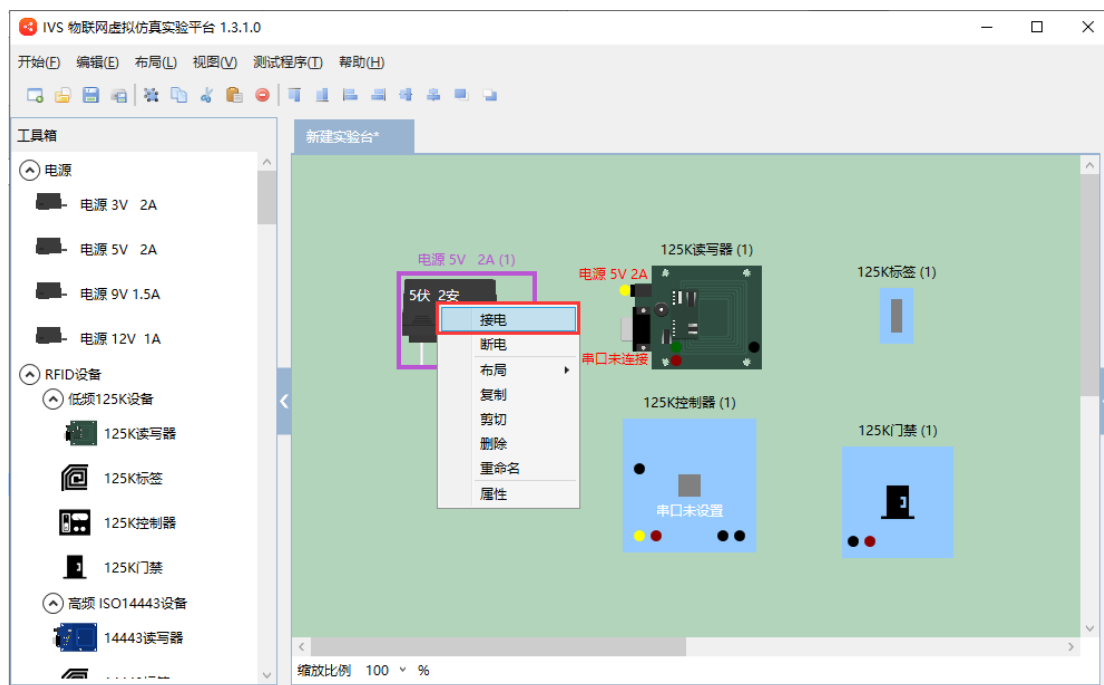 IVS 物联网虚拟仿真实验平台 1.3.1.0
开始(F) 编辑(E) 布局(L) 视图(V) 测试程序(T) 帮助(H)
工具箱
电源
电源 3V 2A
电源 5V 2A
电源 9V 1.5A
电源 12V 1A
RFID设备
低频125K设备
125K读写器
125K标签
125K控制器
125K门禁
高频 ISO14443设备
14443读写器
新建实验台*
电源 5V 2A (1)
5伏 2安
接电
断电
布局
复制
剪切
删除
重命名
属性
125K读写器 (1)
电源 5V 2A
串口未连接
125K标签 (1)
125K控制器 (1)
串口未设置
125K门禁 (1)
缩放比例 100 %